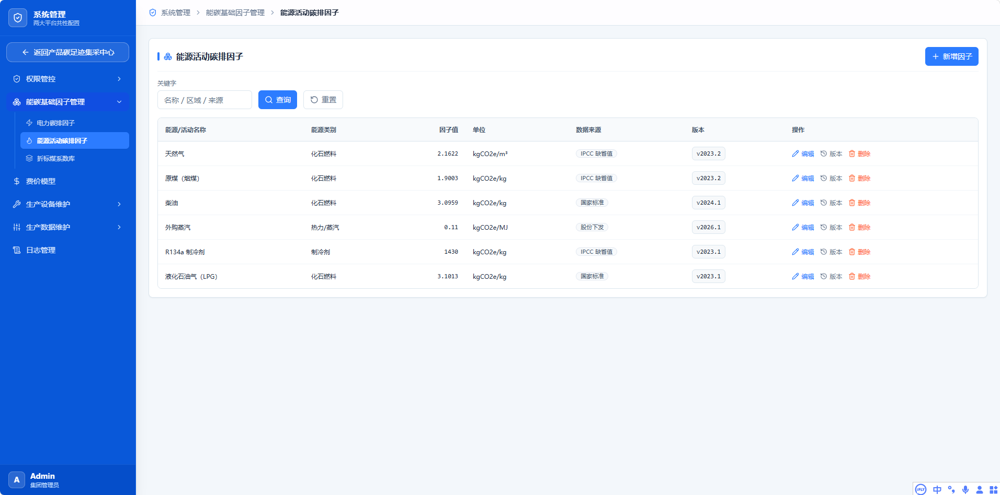 系统管理
两大平台共性配置
返回产品碳足迹集采中心
权限管控
能碳基础因子管理
电力碳排因子
能源活动碳排因子
折标煤系数库
费价模型
生产设备维护
生产数据维护
日志管理
A
Admin
集团管理员
系统管理 > 能碳基础因子管理 > 能源活动碳排因子
能源活动碳排因子
新增因子
关键字
名称 / 区域 / 来源 查询 重置
能源/活动名称 能源类别 因子值 单位 数据来源 版本 操作
天然气 化石燃料 2.1622 kgCO2e/m³ IPCC 缺省值 v2023.2 编辑 版本 删除
原煤（烟煤） 化石燃料 1.9003 kgCO2e/kg IPCC 缺省值 v2023.2 编辑 版本 删除
柴油 化石燃料 3.0959 kgCO2e/kg 国家标准 v2024.1 编辑 版本 删除
外购蒸汽 热力/蒸汽 0.11 kgCO2e/MJ 股份下发 v2026.1 编辑 版本 删除
R134a 制冷剂 制冷剂 1430 kgCO2e/kg IPCC 缺省值 v2023.1 编辑 版本 删除
液化石油气（LPG） 化石燃料 3.1013 kgCO2e/kg 国家标准 v2023.1 编辑 版本 删除
iFLY 中